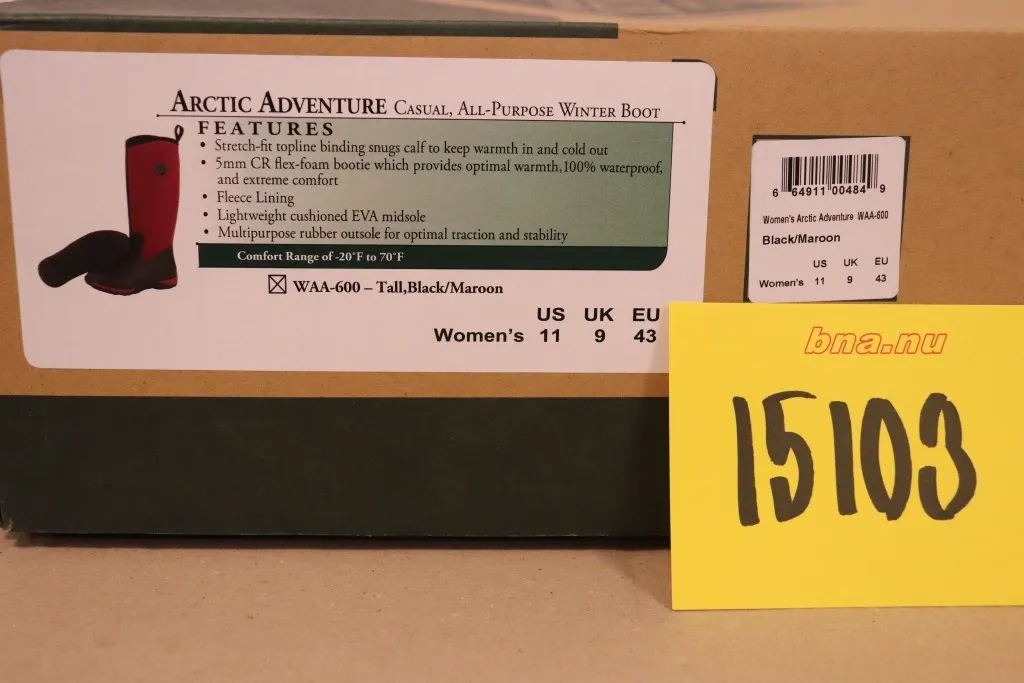 ARCTIC ADVENTURE CASUAL, ALL-PURPOSE WINTER BOOT
FEATURES
• Stretch-fit topline binding snugs calf to keep warmth in and cold out
• 5mm CR flex-foam bootie which provides optimal warmth,100% waterproof,
and extreme comfort
• Fleece Lining
• Lightweight cushioned EVA midsole
• Multipurpose rubber outsole for optimal traction and stability
Comfort Range of -20°F to 70°F
WAA-600 – Tall,Black/Maroon
US UK EU
Women's 11 9 43
6 64911 00484 9
Women's Arctic Adventure WAA-600
Black/Maroon
US UK EU
Women's 11 9 43
bna.nu
15103